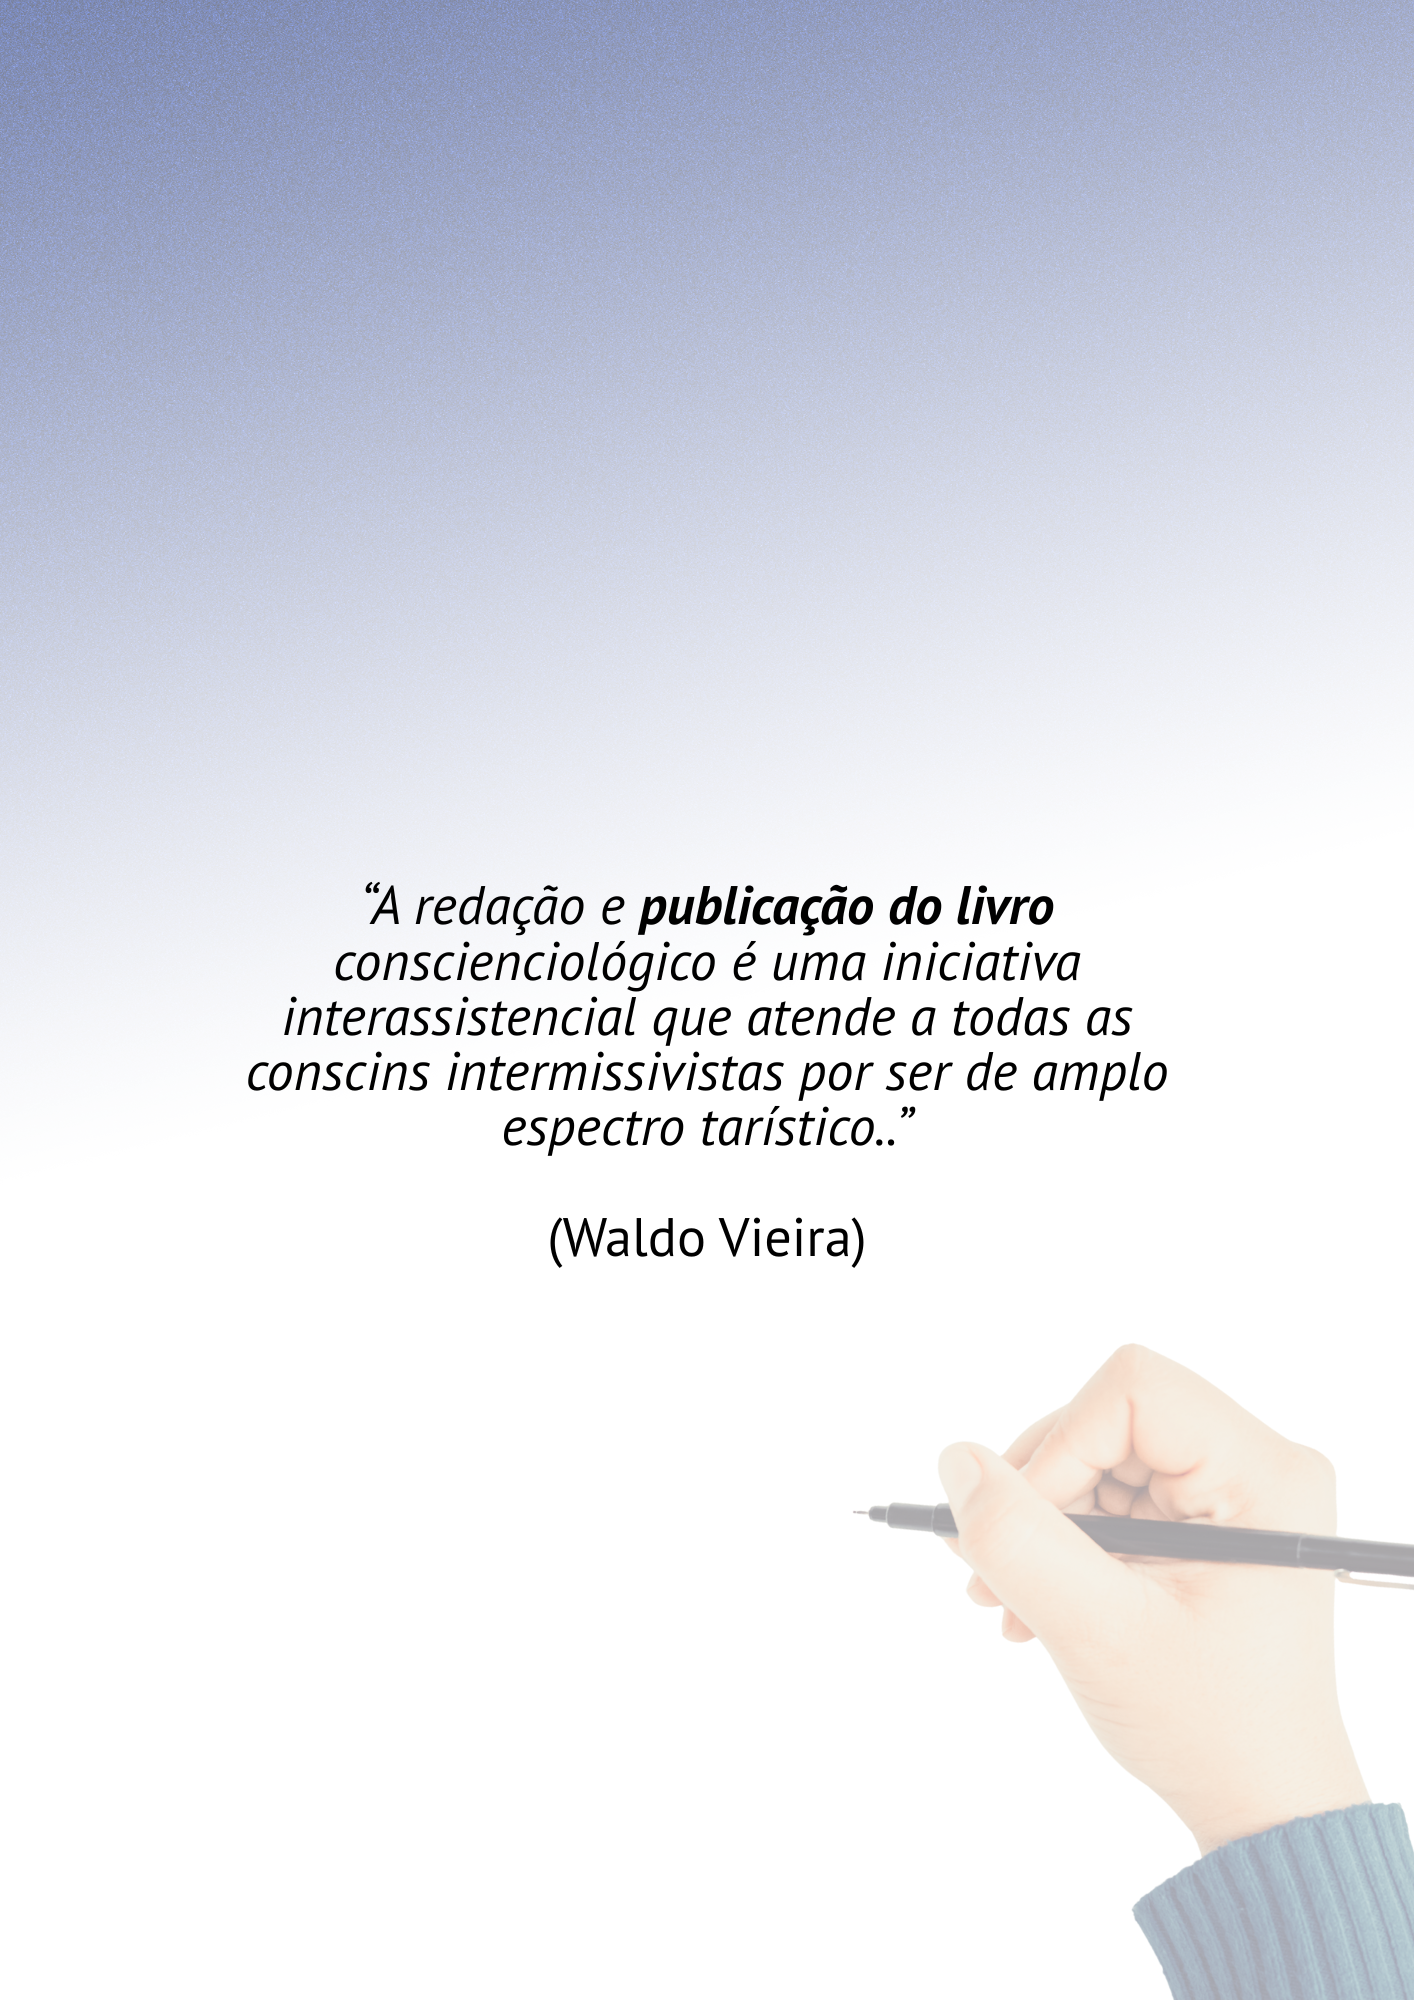 “A redação e publicação do livro
conscienciológico é uma iniciativa
interassistencial que atende a todas as
conscins intermissivistas por ser de amplo
espectro tarístico..”
(Waldo Vieira)